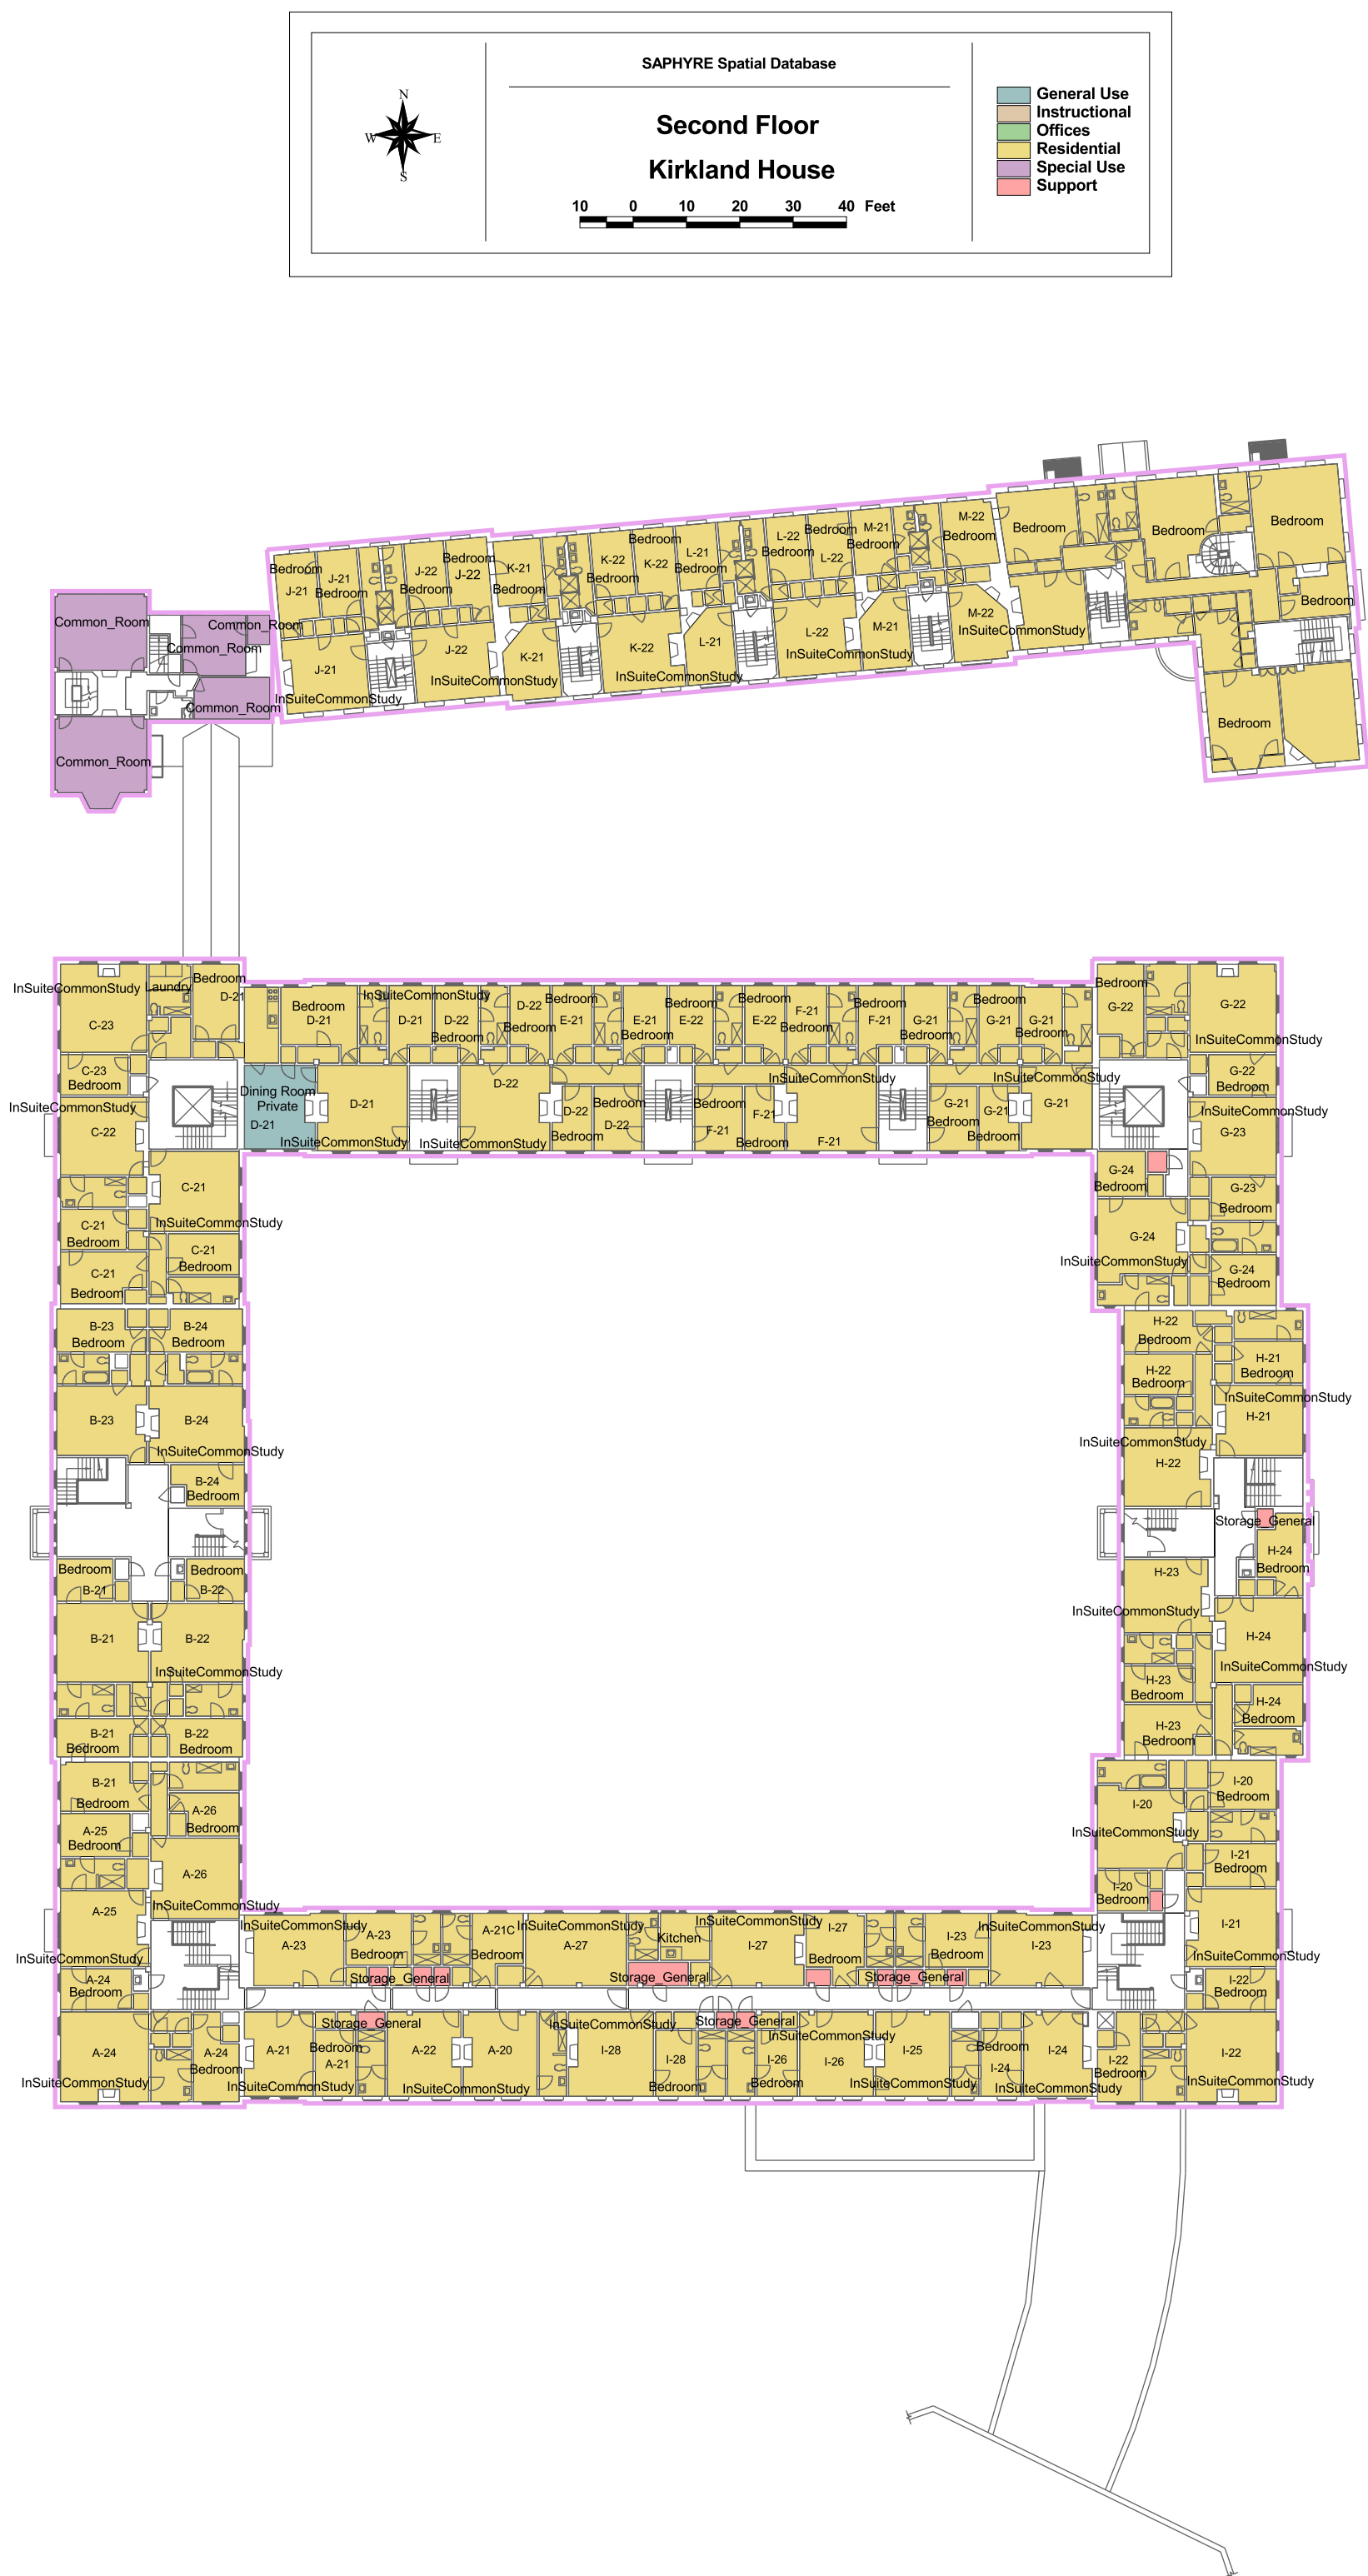 SAPHYRE Spatial Database
Second Floor
Kirkland House
10 0 10 20 30 40 Feet
N
W E
S
General Use
Instructional
Offices
Residential
Special Use
Support
Common_Room
Common_Room
Common_Room
Common_Room
Common_Room
Bedroom
J-21
J-21
Bedroom
J-22
Bedroom
Bedroom
J-22
K-21
Bedroom
K-22
Bedroom
Bedroom
K-22
L-21
Bedroom
L-22
Bedroom
Bedroom
L-22
M-21
Bedroom
M-22
Bedroom
Bedroom
Bedroom
Bedroom
Bedroom
Bedroom
J-21
InSuiteCommonStudy
J-22
K-21
InSuiteCommonStudy
K-22
InSuiteCommonStudy
L-21
L-22
InSuiteCommonStudy
M-21
M-22
InSuiteCommonStudy
InSuiteCommonStudy
C-23
Laundry
Bedroom
D-21
Bedroom
D-21
InSuiteCommonStudy
D-21
D-22
Bedroom
D-22
Bedroom
Bedroom
E-21
E-21
Bedroom
Bedroom
E-22
Bedroom
E-22
F-21
Bedroom
Bedroom
F-21
G-21
Bedroom
Bedroom
G-21
G-21
Bedroom
Bedroom
G-22
G-22
InSuiteCommonStudy
C-23
Bedroom
InSuiteCommonStudy
C-22
Dining Room
Private
D-21
D-21
InSuiteCommonStudy
D-22
InSuiteCommonStudy
D-22
Bedroom
Bedroom
D-22
Bedroom
F-21
F-21
Bedroom
InSuiteCommonStudy
F-21
G-21
Bedroom
G-21
Bedroom
InSuiteCommonStudy
G-21
G-22
Bedroom
InSuiteCommonStudy
G-23
C-21
InSuiteCommonStudy
C-21
Bedroom
C-21
Bedroom
C-21
Bedroom
G-24
Bedroom
G-23
Bedroom
G-24
InSuiteCommonStudy
G-24
Bedroom
B-23
Bedroom
B-24
Bedroom
B-23
B-24
InSuiteCommonStudy
B-24
Bedroom
H-22
Bedroom
H-22
Bedroom
H-21
Bedroom
InSuiteCommonStudy
H-21
InSuiteCommonStudy
H-22
Storage_General
H-24
Bedroom
Bedroom
B-21
Bedroom
B-22
B-21
B-22
InSuiteCommonStudy
H-23
InSuiteCommonStudy
H-24
InSuiteCommonStudy
B-21
Bedroom
B-22
Bedroom
H-23
Bedroom
H-24
Bedroom
H-23
Bedroom
B-21
Bedroom
A-26
Bedroom
A-25
Bedroom
A-26
InSuiteCommonStudy
A-25
InSuiteCommonStudy
I-20
Bedroom
I-20
InSuiteCommonStudy
I-21
Bedroom
I-20
Bedroom
I-21
InSuiteCommonStudy
A-24
Bedroom
InSuiteCommonStudy
A-23
A-23
Bedroom
Storage_General
A-21C
Bedroom
InSuiteCommonStudy
A-27
Kitchen
Storage_General
InSuiteCommonStudy
I-27
I-27
Bedroom
Storage_General
I-23
Bedroom
InSuiteCommonStudy
I-23
I-22
Bedroom
A-24
InSuiteCommonStudy
A-24
Bedroom
A-21
InSuiteCommonStudy
Bedroom
A-21
Storage_General
A-22
InSuiteCommonStudy
A-20
InSuiteCommonStudy
I-28
I-28
Bedroom
Storage_General
I-26
Bedroom
InSuiteCommonStudy
I-26
I-25
InSuiteCommonStudy
Bedroom
I-24
I-24
InSuiteCommonStudy
I-22
Bedroom
I-22
InSuiteCommonStudy